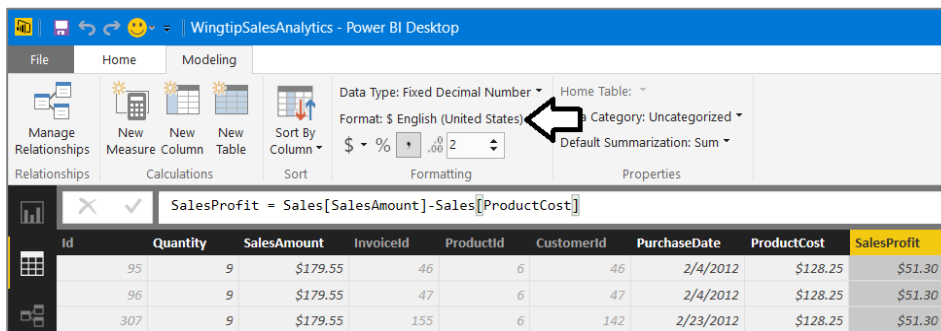 WingtipSalesAnalytics - Power BI Desktop
File Home Modeling
Data Type: Fixed Decimal Number Home Table:
Format: $ English (United States) Category: Uncategorized
$ % , .00 2 Default Summarization: Sum
Manage Relationships
New Measure
New Column
New Table
Sort By Column
Relationships Calculations Sort Formatting Properties
SalesProfit = Sales[SalesAmount]-Sales[ProductCost]
Id Quantity SalesAmount InvoiceId ProductId CustomerId PurchaseDate ProductCost SalesProfit
95 9 $179.55 46 6 46 2/4/2012 $128.25 $51.30
96 9 $179.55 47 6 47 2/4/2012 $128.25 $51.30
307 9 $179.55 155 6 142 2/23/2012 $128.25 $51.30